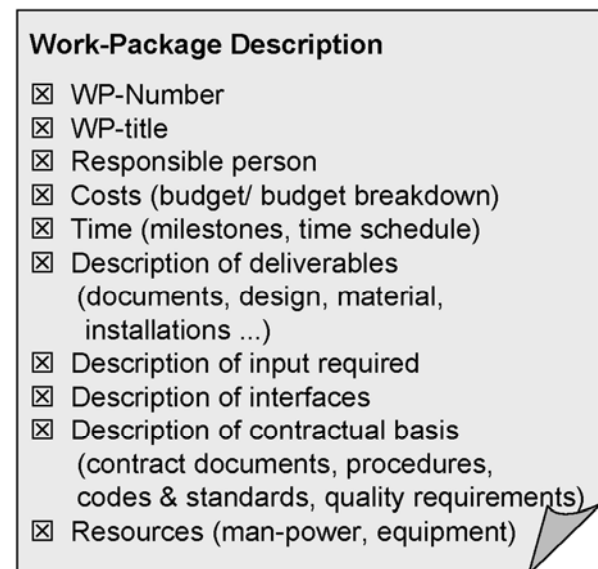 Work-Package Description
☒ WP-Number
☒ WP-title
☒ Responsible person
☒ Costs (budget/ budget breakdown)
☒ Time (milestones, time schedule)
☒ Description of deliverables
(documents, design, material,
installations ...)
☒ Description of input required
☒ Description of interfaces
☒ Description of contractual basis
(contract documents, procedures,
codes & standards, quality requirements)
☒ Resources (man-power, equipment)